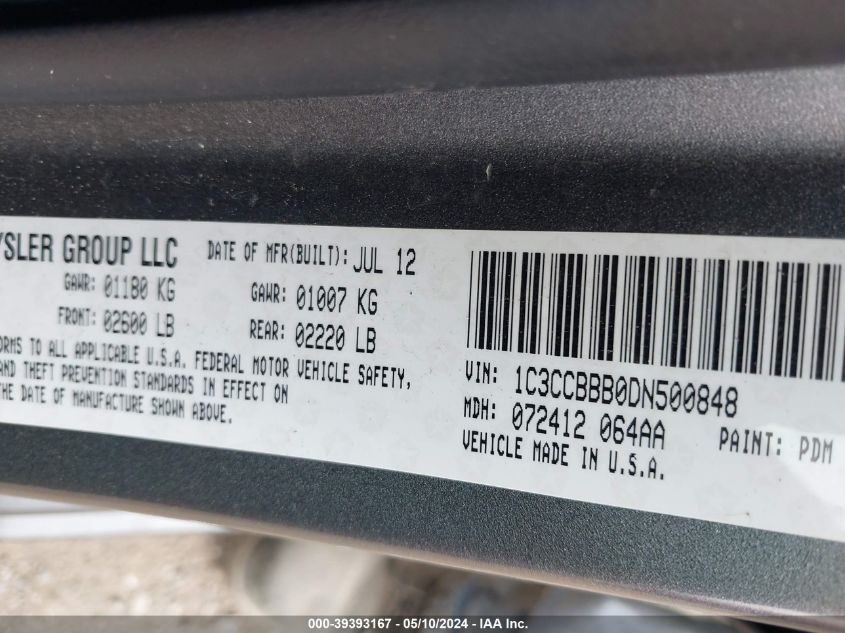 YSLER GROUP LLC
DATE OF MFR(BUILT): JUL 12
GAWR: 01180 KG
GAWR: 01007 KG
FRONT: 02600 LB
REAR: 02220 LB
ORMS TO ALL APPLICABLE U.S.A. FEDERAL MOTOR VEHICLE SAFETY,
AND THEFT PREVENTION STANDARDS IN EFFECT ON
THE DATE OF MANUFACTURE SHOWN ABOVE.
VIN: 1C3CCBBB0DN500848
MDH: 072412 064AA
PAINT: PDM
VEHICLE MADE IN U.S.A.
000-39393167 - 05/10/2024 - IAA Inc.